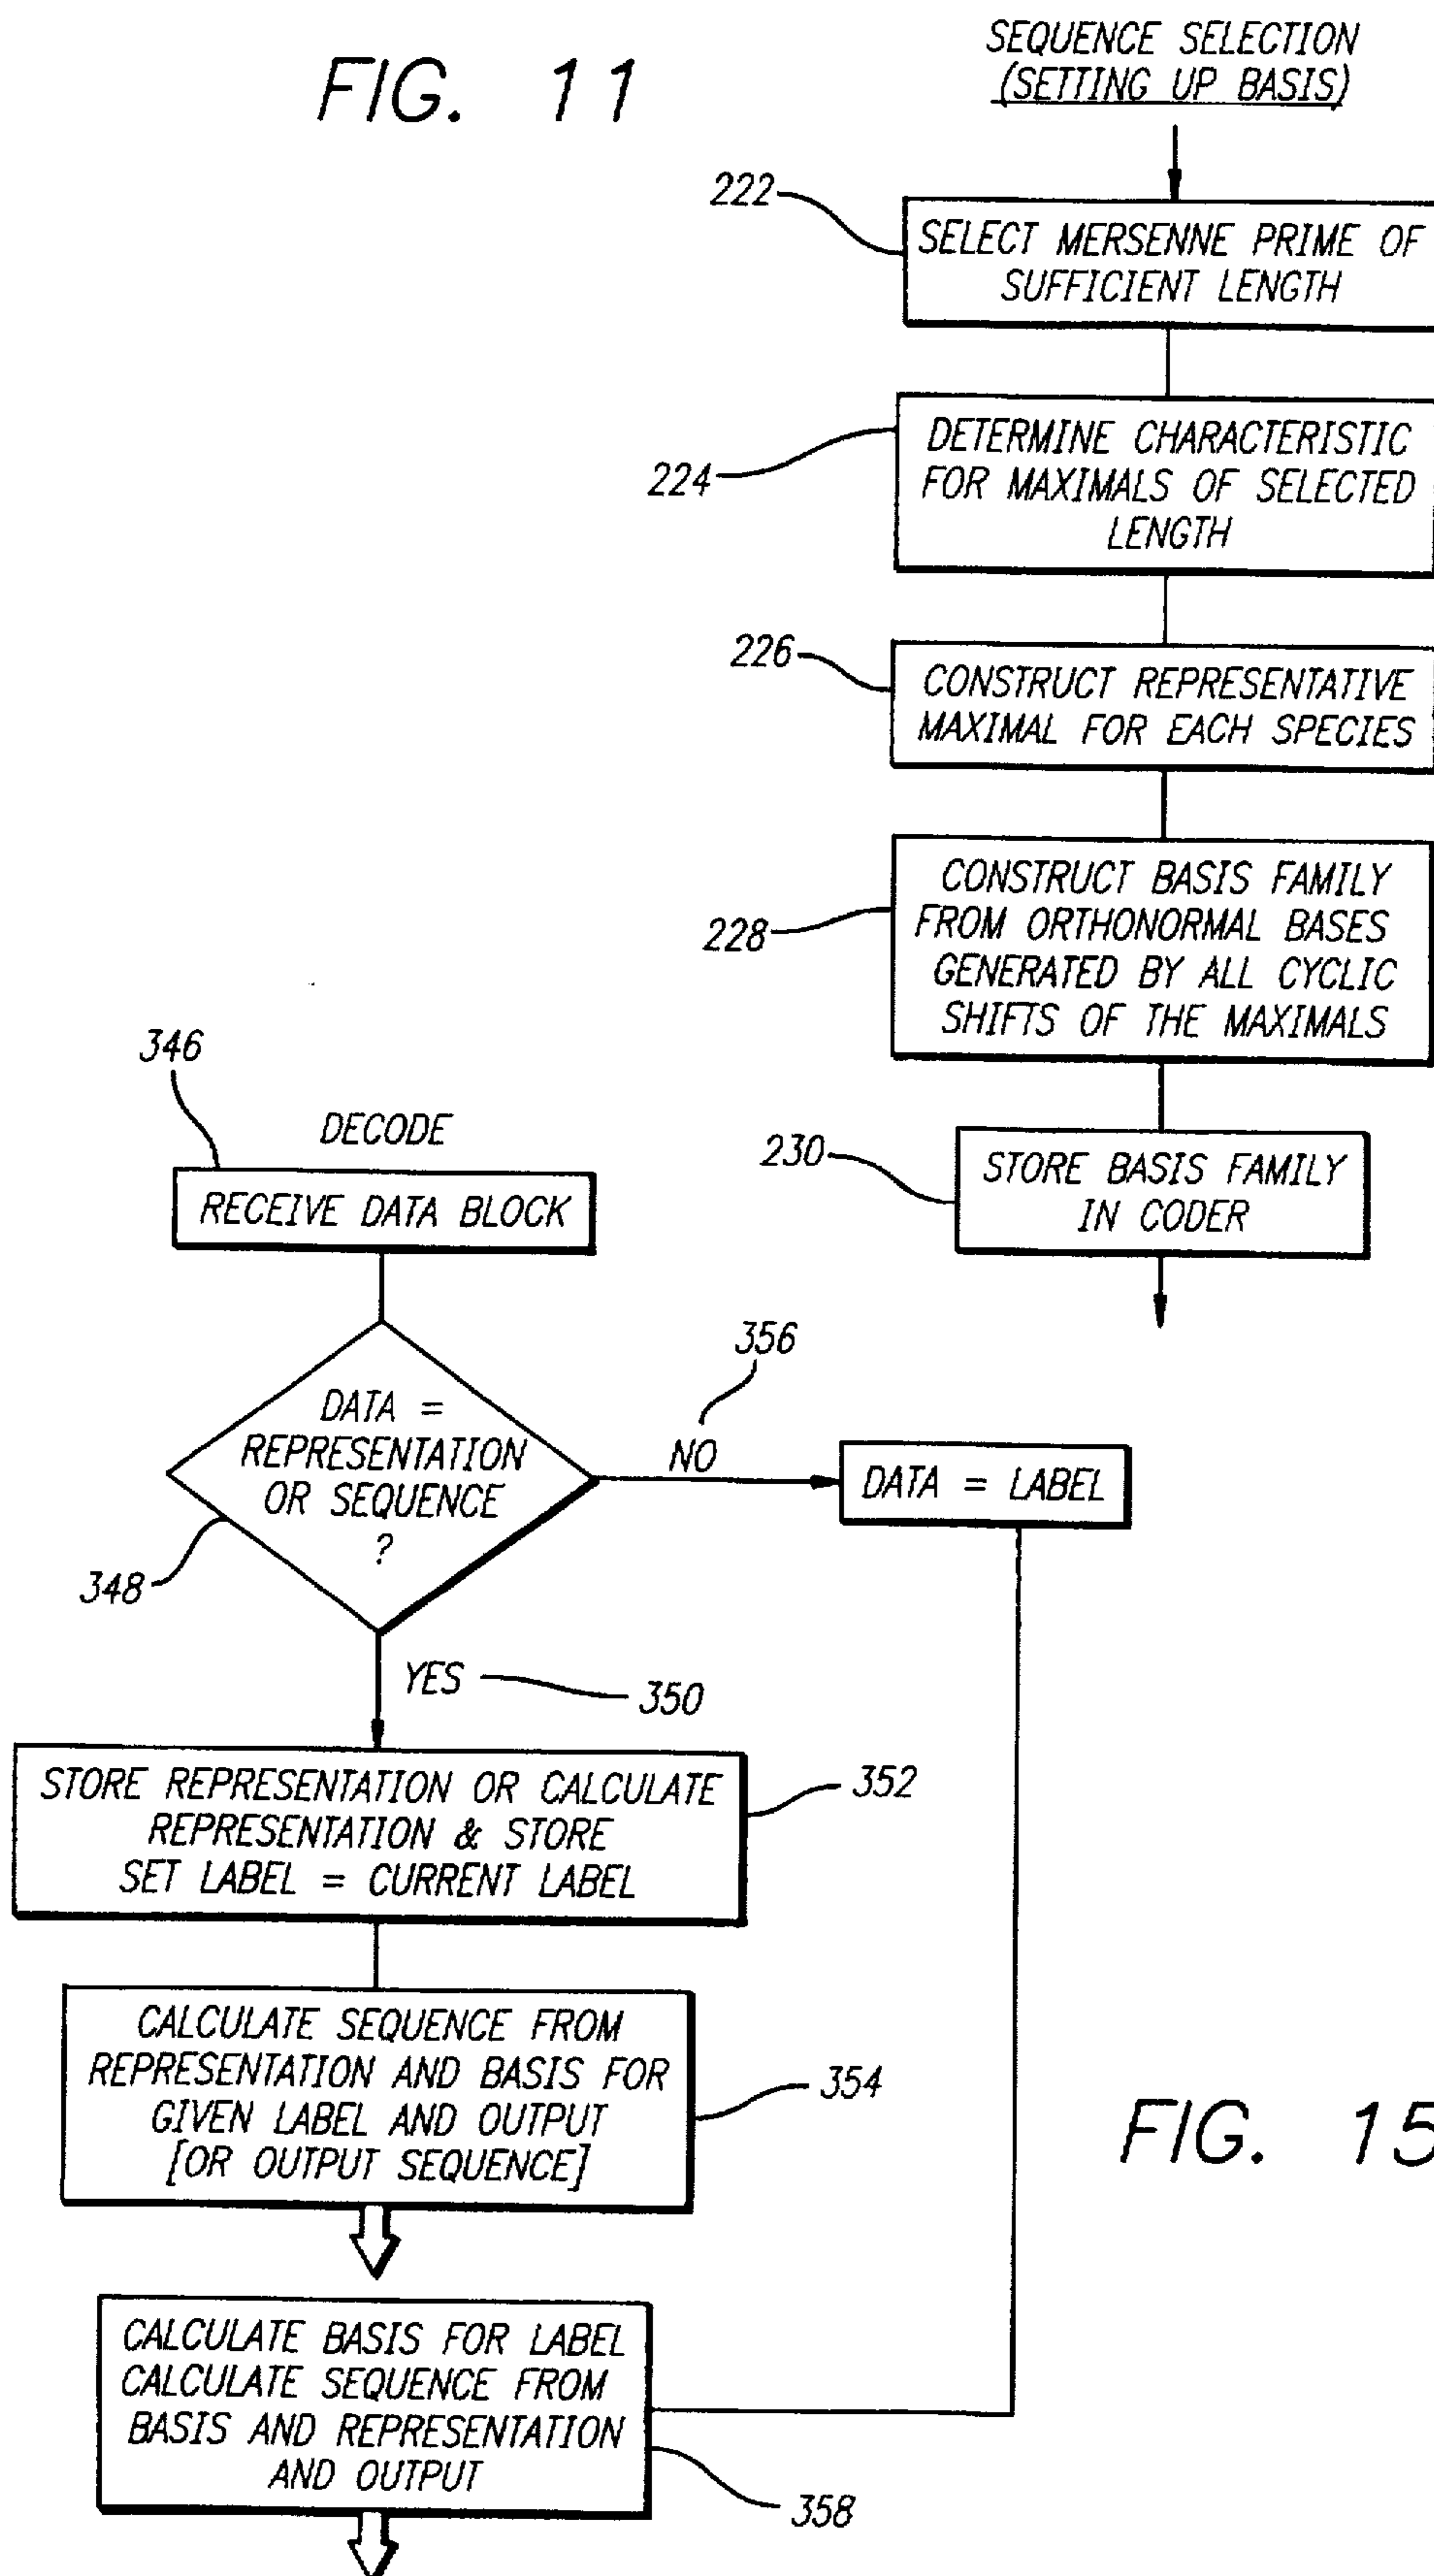 FIG. 11
SEQUENCE SELECTION
(SETTING UP BASIS)
222
SELECT MERSENNE PRIME OF
SUFFICIENT LENGTH
224
DETERMINE CHARACTERISTIC
FOR MAXIMALS OF SELECTED
LENGTH
226
CONSTRUCT REPRESENTATIVE
MAXIMAL FOR EACH SPECIES
228
CONSTRUCT BASIS FAMILY
FROM ORTHONORMAL BASES
GENERATED BY ALL CYCLIC
SHIFTS OF THE MAXIMALS
230
STORE BASIS FAMILY
IN CODER
346
DECODE
RECEIVE DATA BLOCK
348
DATA =
REPRESENTATION
OR SEQUENCE
?
356
NO
DATA = LABEL
YES
350
STORE REPRESENTATION OR CALCULATE
REPRESENTATION & STORE
SET LABEL = CURRENT LABEL
352
CALCULATE SEQUENCE FROM
REPRESENTATION AND BASIS FOR
GIVEN LABEL AND OUTPUT
[OR OUTPUT SEQUENCE]
354
FIG. 15
CALCULATE BASIS FOR LABEL
CALCULATE SEQUENCE FROM
BASIS AND REPRESENTATION
AND OUTPUT
358